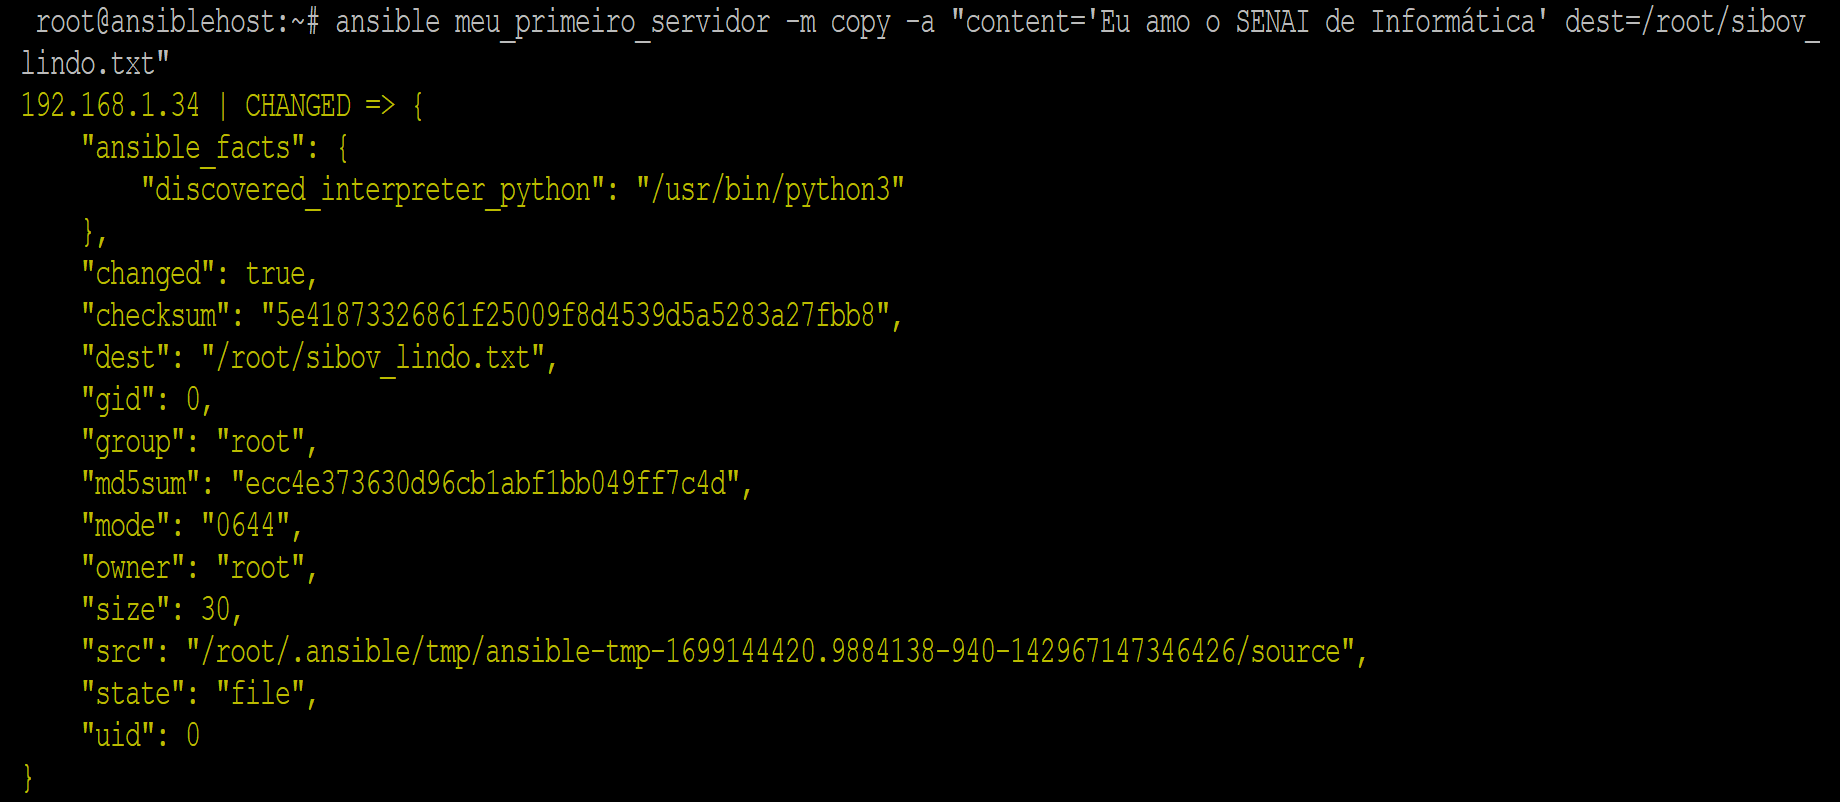 root@ansiblehost:~# ansible meu_primeiro_servidor -m copy -a "content='Eu amo o SENAI de Informática' dest=/root/sibov_
lindo.txt"
192.168.1.34 | CHANGED => {
    "ansible_facts": {
        "discovered_interpreter_python": "/usr/bin/python3"
    },
    "changed": true,
    "checksum": "5e41873326861f25009f8d4539d5a5283a27fbb8",
    "dest": "/root/sibov_lindo.txt",
    "gid": 0,
    "group": "root",
    "md5sum": "ecc4e373630d96cb1abf1bb049ff7c4d",
    "mode": "0644",
    "owner": "root",
    "size": 30,
    "src": "/root/.ansible/tmp/ansible-tmp-1699144420.9884138-940-142967147346426/source",
    "state": "file",
    "uid": 0
}